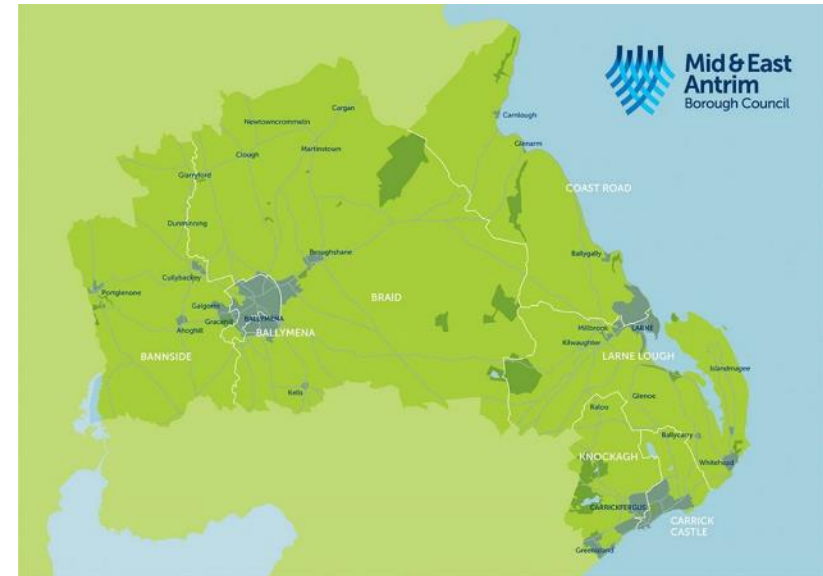 Mid & East
Antrim
Borough Council
Cargan
Newtowncrommelin
Carnlough
Martinstown
Glenarm
Clough
Glarryford
COAST ROAD
Dunminning
Broughshane
Ballygally
Cullybackey
Portglenone
BRAID
Galgorm
Gracehill
BALLYMENA
Ahoghill
BALLYMENA
Millbrook
LARNE
Kilwaughter
BANNSIDE
LARNE LOUGH
Islandmagee
Kells
Glenoe
Raloo
Ballycarry
KNOCKAGH
Whitehead
CARRICKFERGUS
CARRICK
CASTLE
Greenisland